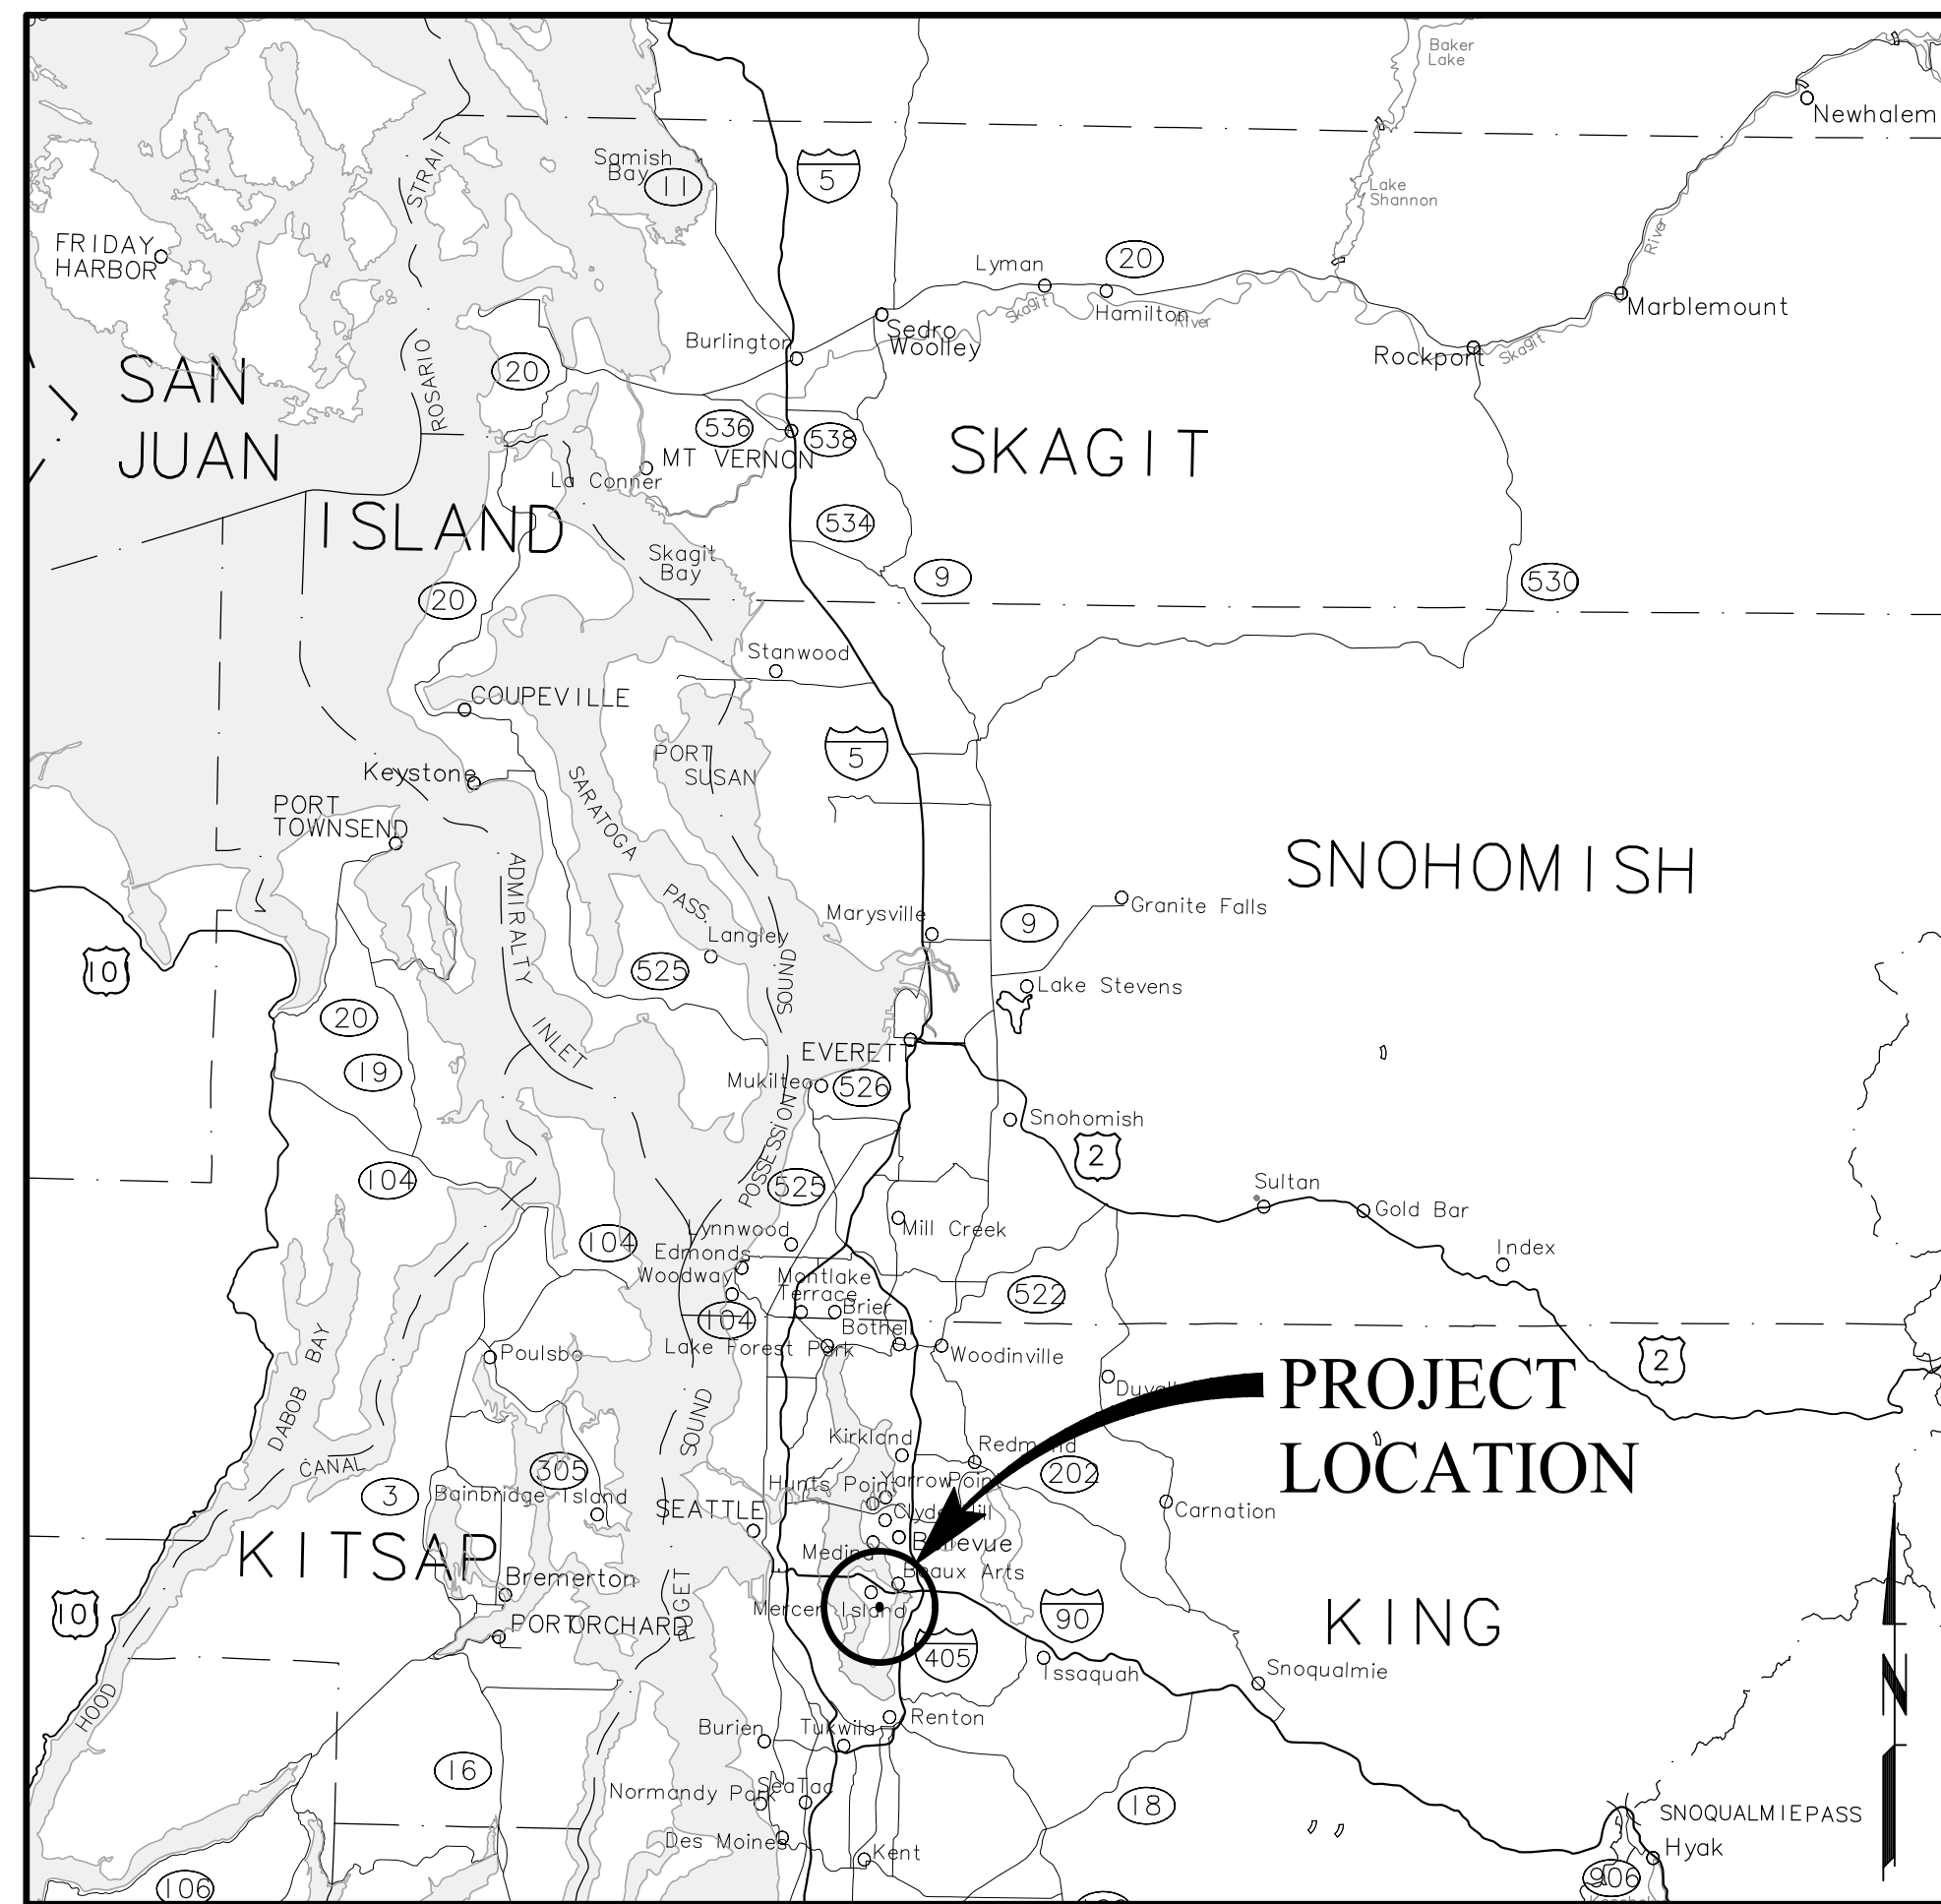 Baker
Lake
Newhalem
Samish
Bay
11
5
Lake
Shannon
FRIDAY
HARBOR
STRAIT
River
Lyman
20
Skagit
Hamilton
River
Marblemount
Sedro
Woolley
Burlington
Rockport
Skagit
SAN
JUAN
ROSARIO
20
536
538
MT VERNON
La Conner
SKAGIT
ISLAND
534
Skagit
Bay
9
530
20
Stanwood
COUPEVILLE
5
PORT
SUSAN
Keystone
SARATOGA
PASS.
PORT
TOWNSEND
SNOHOMISH
ADMIRALTY
INLET
Marysville
9
Granite Falls
Langley
101
525
SOUND
Lake Stevens
20
19
EVERETT
Mukilteo
526
Snohomish
2
POSSESSION
104
525
Sultan
Gold Bar
Mill Creek
Lynnwood
104
Edmonds
Woodway
Index
Montlake
Terrace
Brier
522
104
Bothell
Lake Forest Park
Woodinville
Poulsbo
2
PROJECT
LOCATION
DABOB BAY
SOUND
Kirkland
Redmond
CANAL
305
202
3
Hunts Point
Yarrow Point
Bainbridge Island
SEATTLE
Clyde Hill
Carnation
KITSAP
Medina
Bellevue
Bremerton
Beaux Arts
PUGET
Mercer Island
90
KING
101
PORT ORCHARD
405
Issaquah
Snoqualmie
N
HOOD
Burien
Tukwila
Renton
16
Normandy Park
SeaTac
18
SNOQUALMIE PASS
Des Moines
Kent
Hyak
106
906